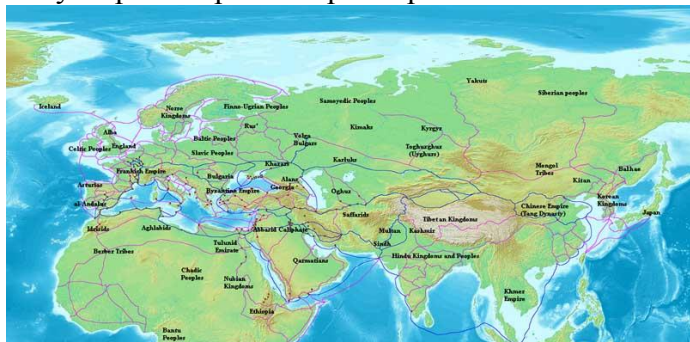 Yakuts
Siberian peoples
Samoyedic Peoples
Iceland
Norse
Kingdoms
Finno-Ugrian Peoples
Rus'
Kimaks
Kyrgyz
Alba
England
Celtic Peoples
Baltic Peoples
Slavic Peoples
Volga
Bulgars
Toghurghuz
(Uyghurs)
Karluks
Mongol
Tribes
Balhae
Khazars
Frankish Empire
Bulgaria
Alans
Georgia
Oghuz
Kitan
Asturias
Byzantine Empire
Korean
Kingdoms
al-Andalus
Saffarids
Tibetan Kingdoms
Chinese Empire
(Tang Dynasty)
Japan
Idrisids
Aghlabids
Abbasid Caliphate
Multan
Kashmir
Sindh
Berber Tribes
Tulunid
Emirate
Qarmatians
Hindu Kingdoms and Peoples
Chadic
Peoples
Nubian
Kingdoms
Khmer
Empire
Ethiopia
Bantu
Peoples